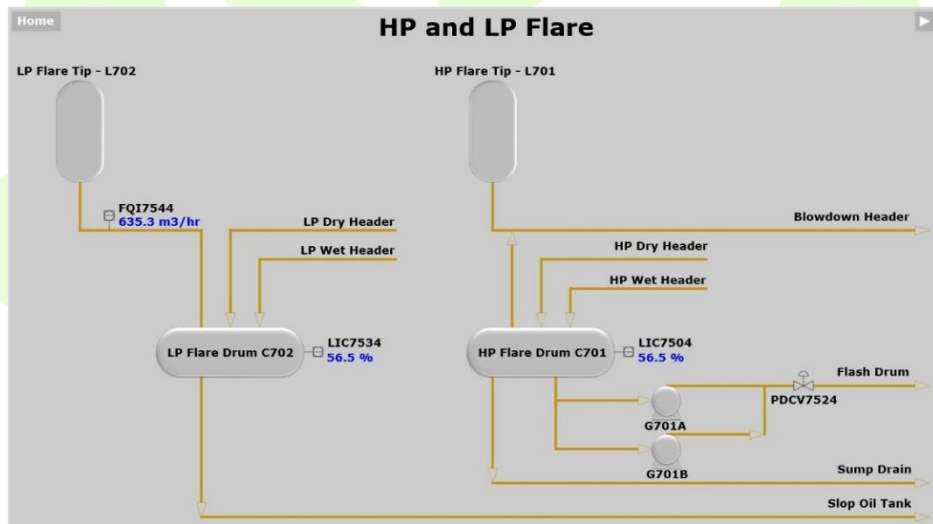 Home
HP and LP Flare
LP Flare Tip - L702
HP Flare Tip - L701
FQI7544
635.3 m3/hr
LP Dry Header
LP Wet Header
Blowdown Header
HP Dry Header
HP Wet Header
LP Flare Drum C702
LIC7534
56.5 %
HP Flare Drum C701
LIC7504
56.5 %
Flash Drum
PDCV7524
G701A
G701B
Sump Drain
Slop Oil Tank